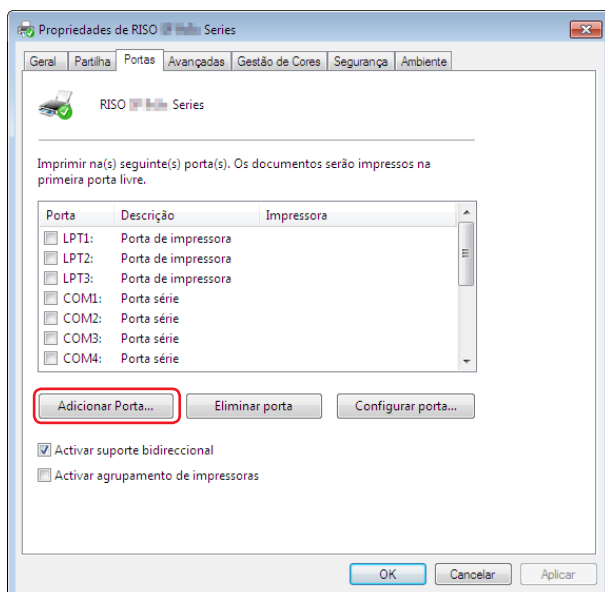 Propriedades de RISO Series
Geral Partilha Portas Avançadas Gestão de Cores Segurança Ambiente
RISO Series
Imprimir na(s) seguinte(s) porta(s). Os documentos serão impressos na
primeira porta livre.
Porta Descrição Impressora
LPT1: Porta de impressora
LPT2: Porta de impressora
LPT3: Porta de impressora
COM1: Porta série
COM2: Porta série
COM3: Porta série
COM4: Porta série
Adicionar Porta... Eliminar porta Configurar porta...
Activar suporte bidireccional
Activar agrupamento de impressoras
OK Cancelar Aplicar